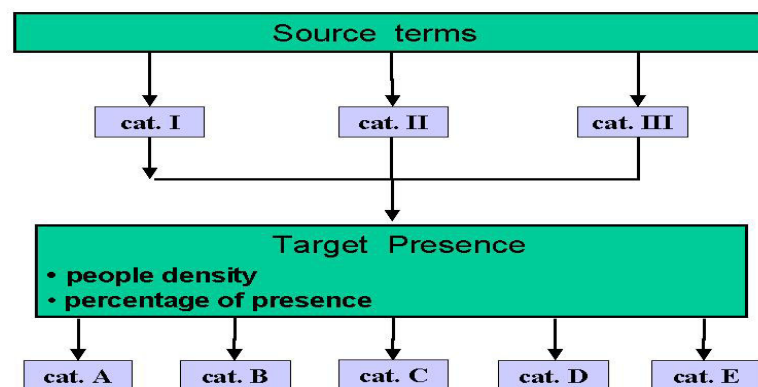 Source terms
cat. I
cat. II
cat. III
Target Presence
• people density
• percentage of presence
cat. A
cat. B
cat. C
cat. D
cat. E